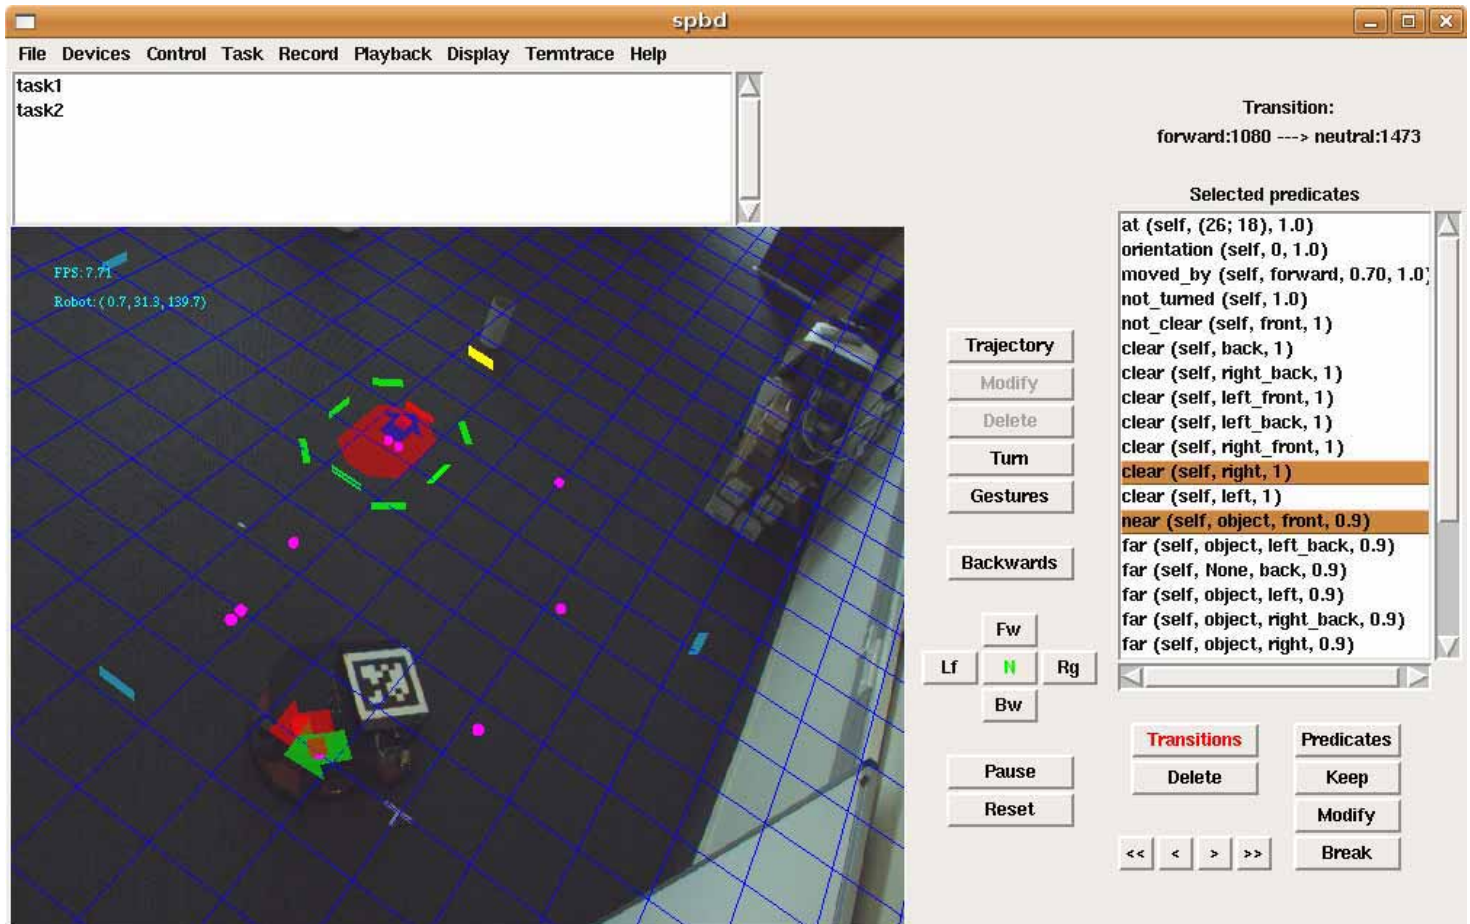 spbd
File Devices Control Task Record Playback Display Termtrace Help
task1
task2
Transition:
forward:1080 ---> neutral:1473
Selected predicates
at (self, (26; 18), 1.0)
orientation (self, 0, 1.0)
moved_by (self, forward, 0.70, 1.0)
not_turned (self, 1.0)
not_clear (self, front, 1)
clear (self, back, 1)
clear (self, right_back, 1)
clear (self, left_front, 1)
clear (self, left_back, 1)
clear (self, right_front, 1)
clear (self, right, 1)
clear (self, left, 1)
near (self, object, front, 0.9)
far (self, object, left_back, 0.9)
far (self, None, back, 0.9)
far (self, object, left, 0.9)
far (self, object, right_back, 0.9)
far (self, object, right, 0.9)
FPS: 7.71
Robot: ( 0.7, 31.3, 139.7)
Trajectory
Modify
Delete
Turn
Gestures
Backwards
Fw
Lf N Rg
Bw
Pause
Reset
Transitions
Delete
<< < > >>
Predicates
Keep
Modify
Break